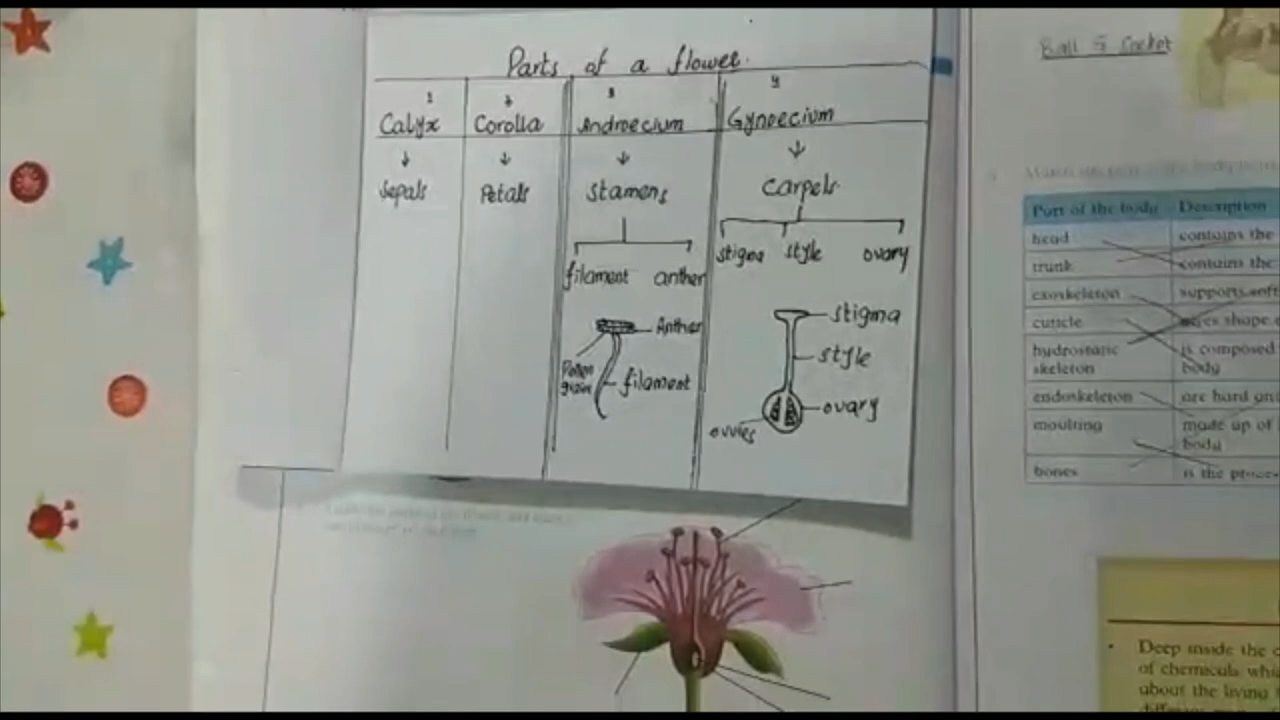 Parts of a flower.
1 2 3 4
Calyx Corolla Androecium Gynoecium
Sepals Petals Stamens Carpels
filament anther stigma style ovary
Anther
Pollen
grains
filament
stigma
style
ovary
ovules
Ball & Socket
Part of the body Description
head contains the
trunk contains the
exoskeleton supports soft
cuticle gives shape
hydrostatic is composed
skeleton body
endoskeleton are hard and
moulting made up of
body
bones is the proces
Deep inside the
of chemicals whi
about the living